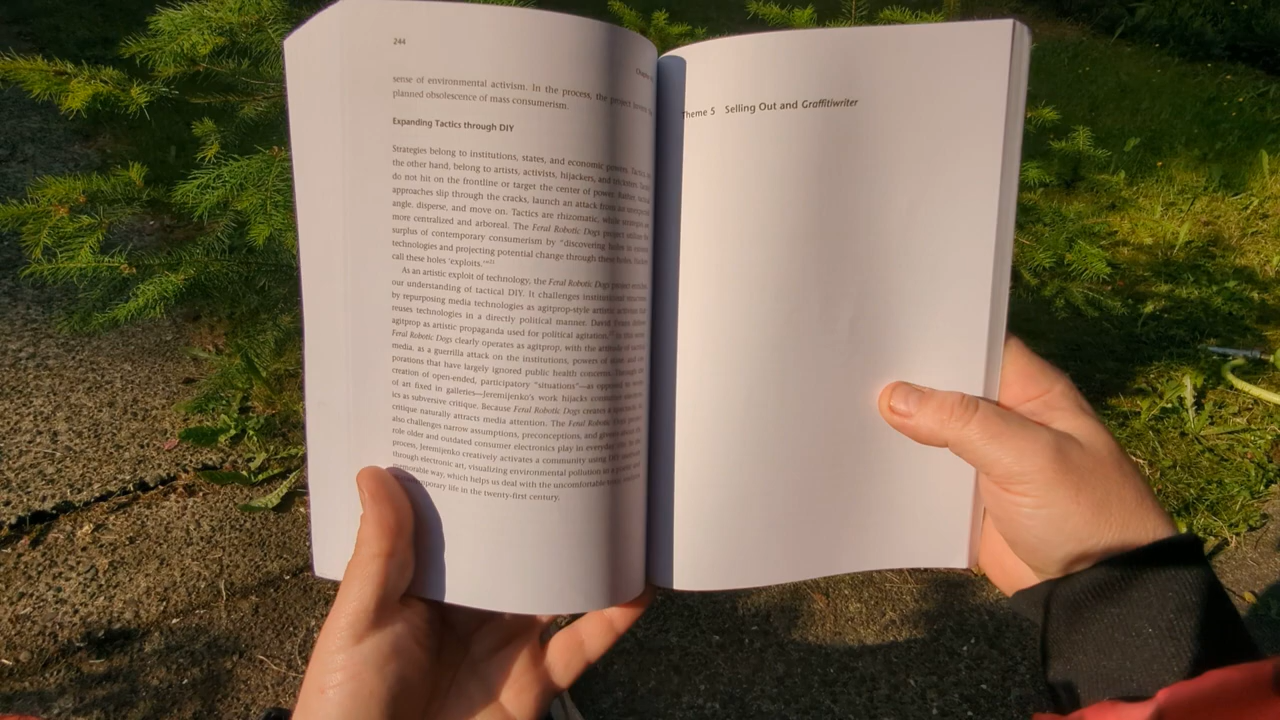 244
sense of environmental activism. In the process, the project
planned obsolescence of mass consumerism.
Expanding Tactics through DIY
Strategies belong to institutions, states, and economic powers.
the other hand, belong to artists, activists, hijackers, and
do not hit on the frontline or target the center of power.
approaches slip through the cracks, launch an attack from
angle, disperse, and move on. Tactics are rhizomatic, while
more centralized and arboreal. The Feral Robotic Dogs project
surplus of contemporary consumerism by "discovering holes in
technologies and projecting potential change through these holes.
call these holes 'exploits.'"
As an artistic exploit of technology, the Feral Robotic Dogs project
our understanding of tactical DIY. It challenges institutional
by repurposing media technologies as agitprop-style artistic
reuses technologies in a directly political manner. David
agitprop as artistic propaganda used for political agitation.
Feral Robotic Dogs clearly operates as agitprop, with the
media, as a guerrilla attack on the institutions, powers of
porations that have largely ignored public health concerns. Through
creation of open-ended, participatory "situations"—as opposed to
of art fixed in galleries—Jeremijenko's work hijacks
ics as subversive critique. Because Feral Robotic Dogs creates a
critique naturally attracts media attention. The Feral Robotic Dogs
also challenges narrow assumptions, preconceptions, and
role older and outdated consumer electronics play in everyday
process, Jeremijenko creatively activates a community using DIY
through electronic art, visualizing environmental pollution in a
memorable way, which helps us deal with the uncomfortable
life in the twenty-first century.
Theme 5 Selling Out and Graffitiwriter